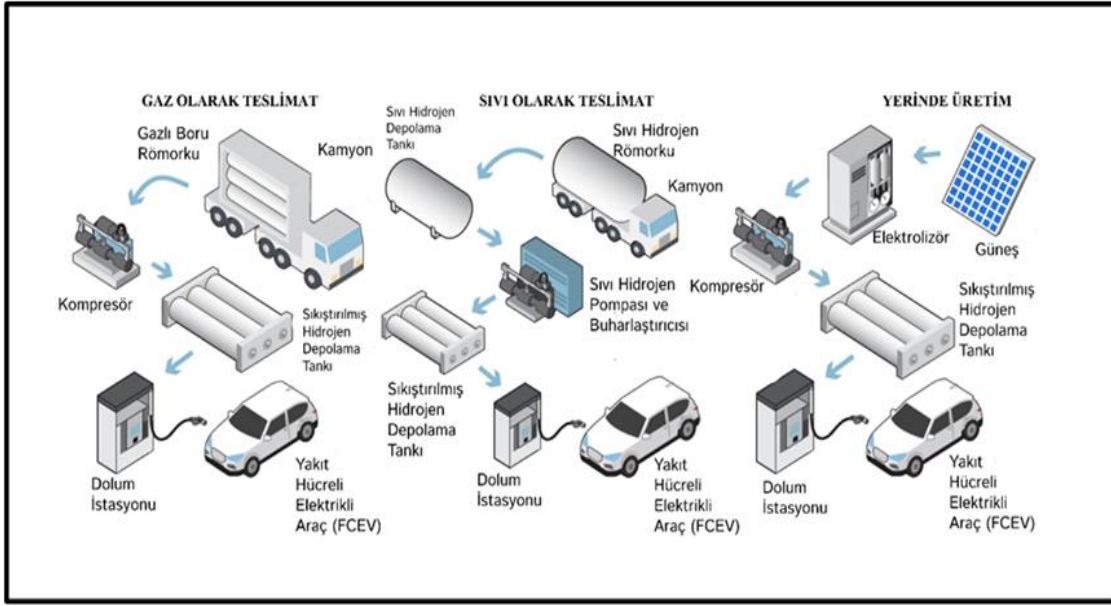 GAZ OLARAK TESLİMAT
Gazlı Boru
Römorku
Kamyon
Kompresör
Sıkıştırılmış
Hidrojen
Depolama
Tankı
Dolum
İstasyonu
Yakıt
Hücreli
Elektrikli
Araç (FCEV)
SIVI OLARAK TESLİMAT
Sıvı Hidrojen
Depolama
Tankı
Sıvı Hidrojen
Römorku
Kamyon
Sıvı Hidrojen
Pompası ve
Buharlaştırıcısı
Sıkıştırılmış
Hidrojen
Depolama
Tankı
Dolum
İstasyonu
Yakıt
Hücreli
Elektrikli
Araç (FCEV)
YERİNDE ÜRETİM
Elektrolizör
Güneş
Kompresör
Sıkıştırılmış
Hidrojen
Depolama
Tankı
Dolum
İstasyonu
Yakıt
Hücreli
Elektrikli
Araç (FCEV)